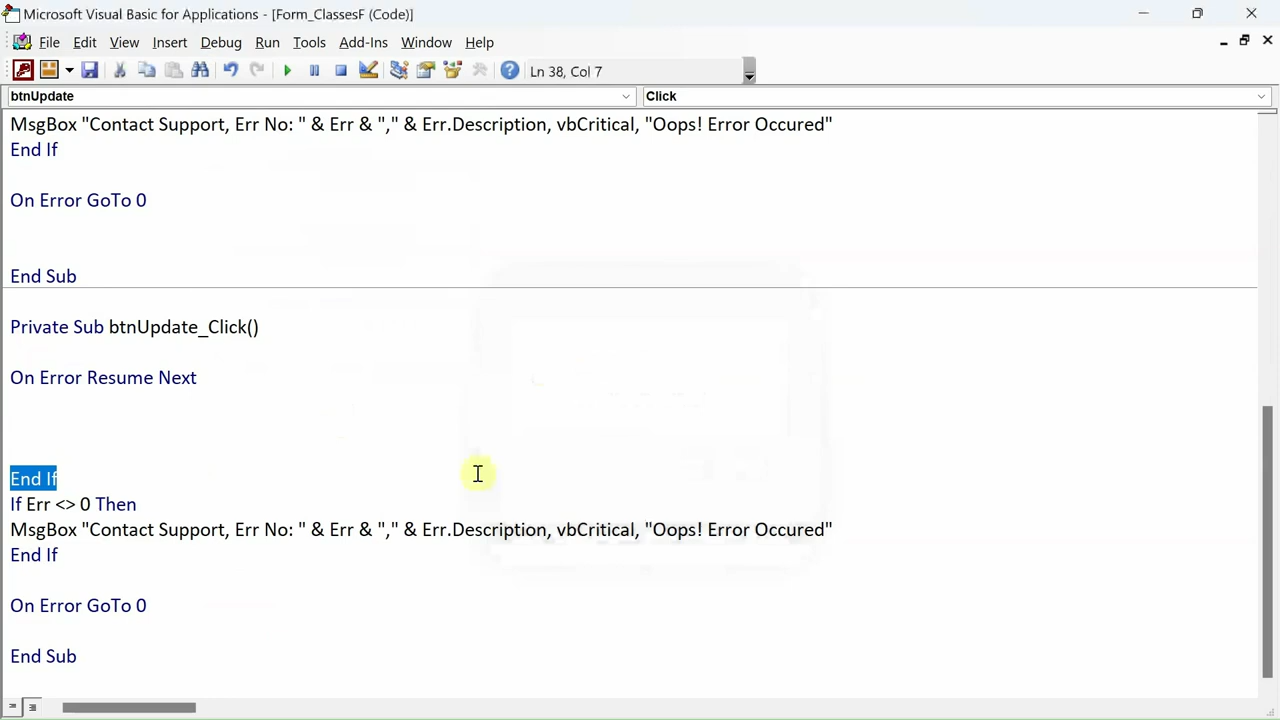 Microsoft Visual Basic for Applications - [Form_ClassesF (Code)]
File Edit View Insert Debug Run Tools Add-Ins Window Help
Ln 38, Col 7
btnUpdate Click
MsgBox "Contact Support, Err No: " & Err & "," & Err.Description, vbCritical, "Oops! Error Occured"
End If
On Error GoTo 0
End Sub
Private Sub btnUpdate_Click()
On Error Resume Next
End If
If Err <> 0 Then
MsgBox "Contact Support, Err No: " & Err & "," & Err.Description, vbCritical, "Oops! Error Occured"
End If
On Error GoTo 0
End Sub